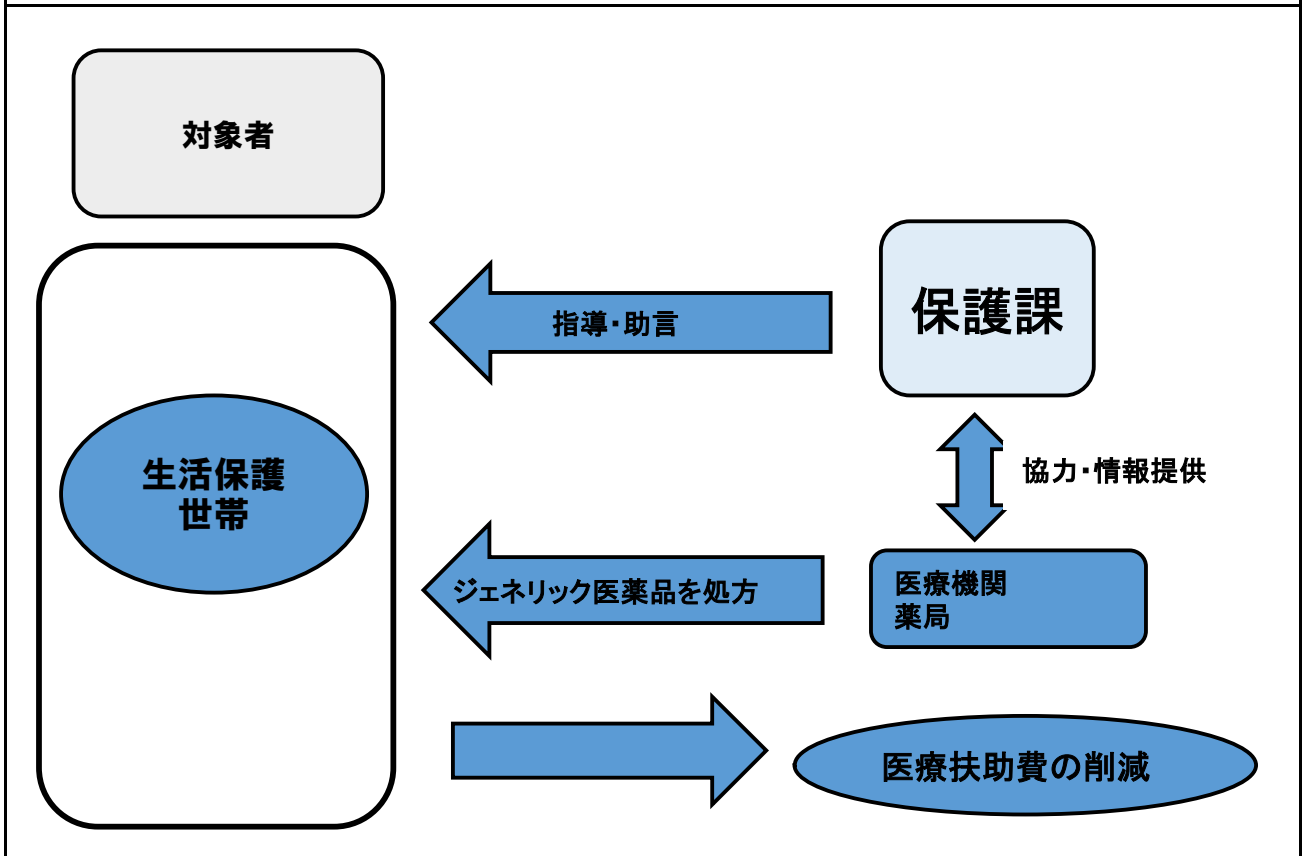 対象者
保護課
指導・助言
生活保護
世帯
協力・情報提供
ジェネリック医薬品を処方
医療機関
薬局
医療扶助費の削減